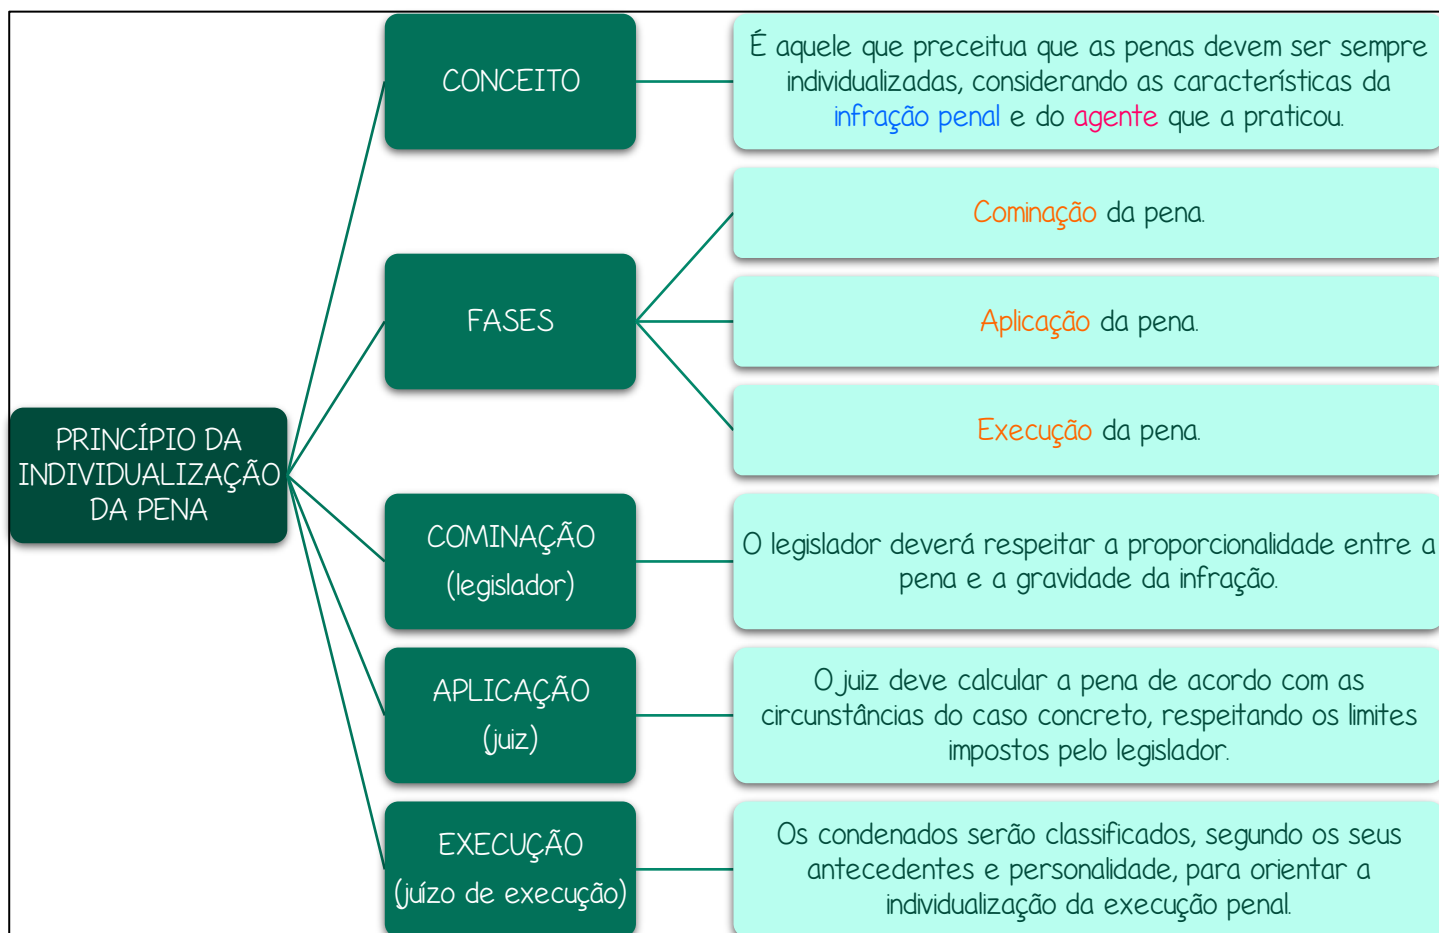 PRINCÍPIO DA
INDIVIDUALIZAÇÃO
DA PENA
CONCEITO
É aquele que preceitua que as penas devem ser sempre
individualizadas, considerando as características da
infração penal e do agente que a praticou.
FASES
Cominação da pena.
Aplicação da pena.
Execução da pena.
COMINAÇÃO
(legislador)
O legislador deverá respeitar a proporcionalidade entre a
pena e a gravidade da infração.
APLICAÇÃO
(juiz)
O juiz deve calcular a pena de acordo com as
circunstâncias do caso concreto, respeitando os limites
impostos pelo legislador.
EXECUÇÃO
(juízo de execução)
Os condenados serão classificados, segundo os seus
antecedentes e personalidade, para orientar a
individualização da execução penal.